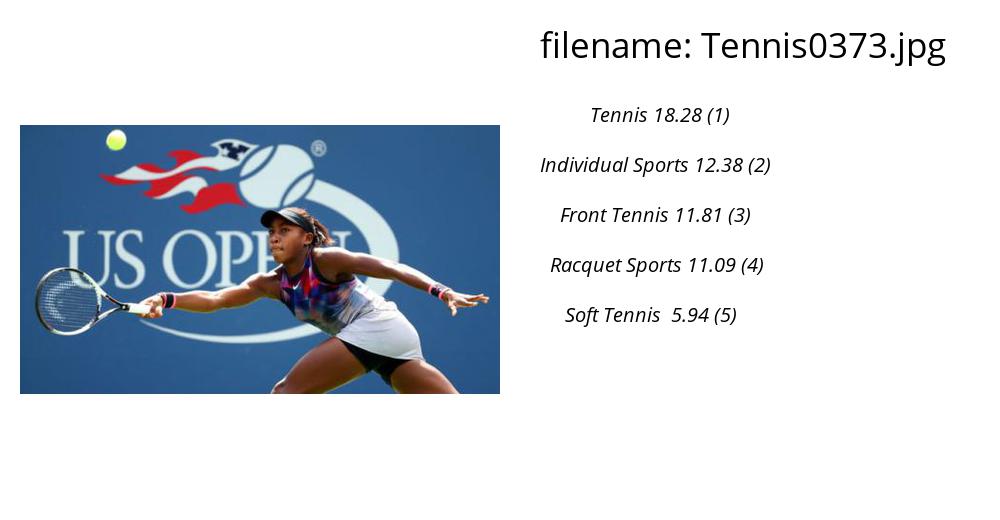 filename: Tennis0373.jpg
Tennis 18.28 (1)
Individual Sports 12.38 (2)
Front Tennis 11.81 (3)
Racquet Sports 11.09 (4)
Soft Tennis 5.94 (5)
®
US OPEN